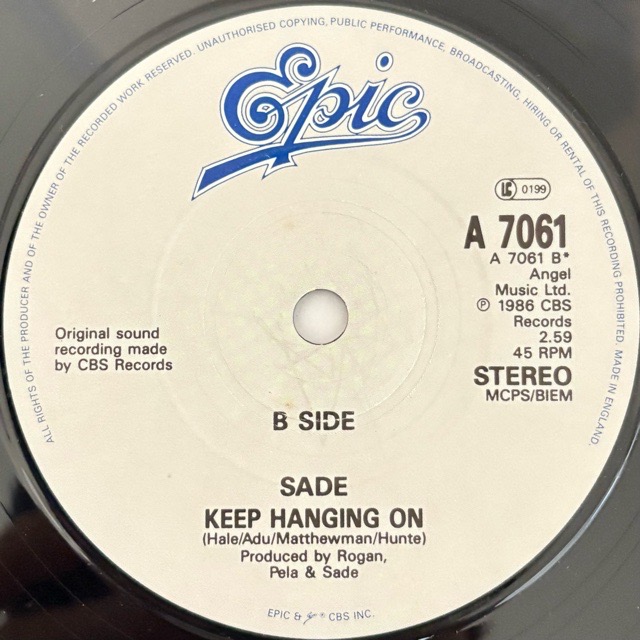 ALL RIGHTS OF THE PRODUCER AND OF THE OWNER OF THE RECORDED WORK RESERVED. UNAUTHORISED COPYING, PUBLIC PERFORMANCE, BROADCASTING, HIRING OR RENTAL OF THIS RECORDING PROHIBITED. MADE IN ENGLAND.
Epic
LC 0199
A 7061
A 7061 B*
Angel
Music Ltd.
℗ 1986 CBS
Records
2.59
45 RPM
STEREO
MCPS/BIEM
Original sound
recording made
by CBS Records
B SIDE
SADE
KEEP HANGING ON
(Hale/Adu/Matthewman/Hunte)
Produced by Rogan,
Pela & Sade
EPIC & CBS INC.